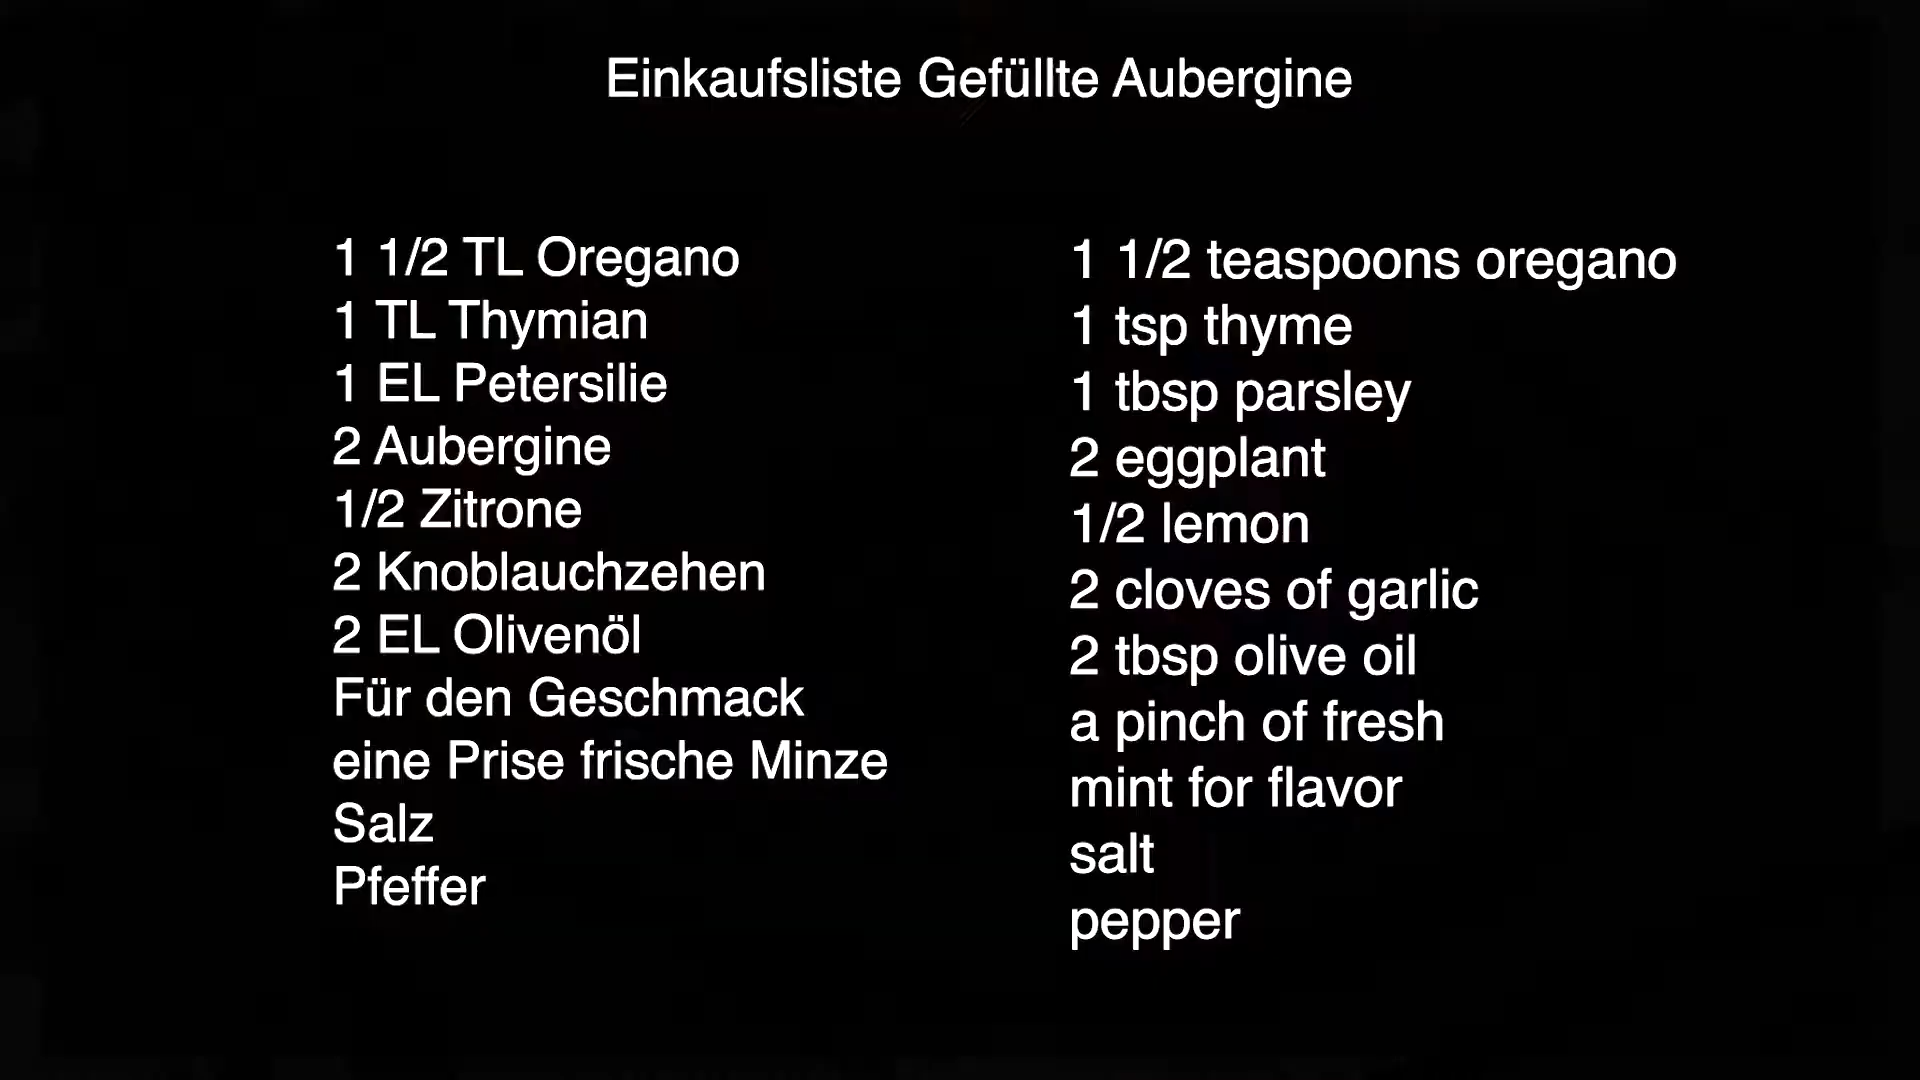 Einkaufsliste Gefüllte Aubergine
1 1/2 TL Oregano
1 TL Thymian
1 EL Petersilie
2 Aubergine
1/2 Zitrone
2 Knoblauchzehen
2 EL Olivenöl
Für den Geschmack
eine Prise frische Minze
Salz
Pfeffer
1 1/2 teaspoons oregano
1 tsp thyme
1 tbsp parsley
2 eggplant
1/2 lemon
2 cloves of garlic
2 tbsp olive oil
a pinch of fresh
mint for flavor
salt
pepper